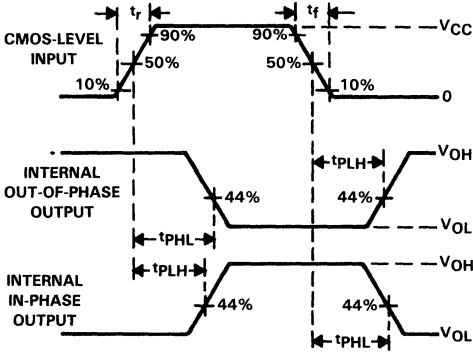 tr
tf
VCC
CMOS-LEVEL
INPUT
90%
90%
50%
50%
10%
10%
0
INTERNAL
OUT-OF-PHASE
OUTPUT
VOH
tPLH
44%
44%
VOL
tPHL
INTERNAL
IN-PHASE
OUTPUT
tPLH
VOH
44%
44%
tPHL
VOL